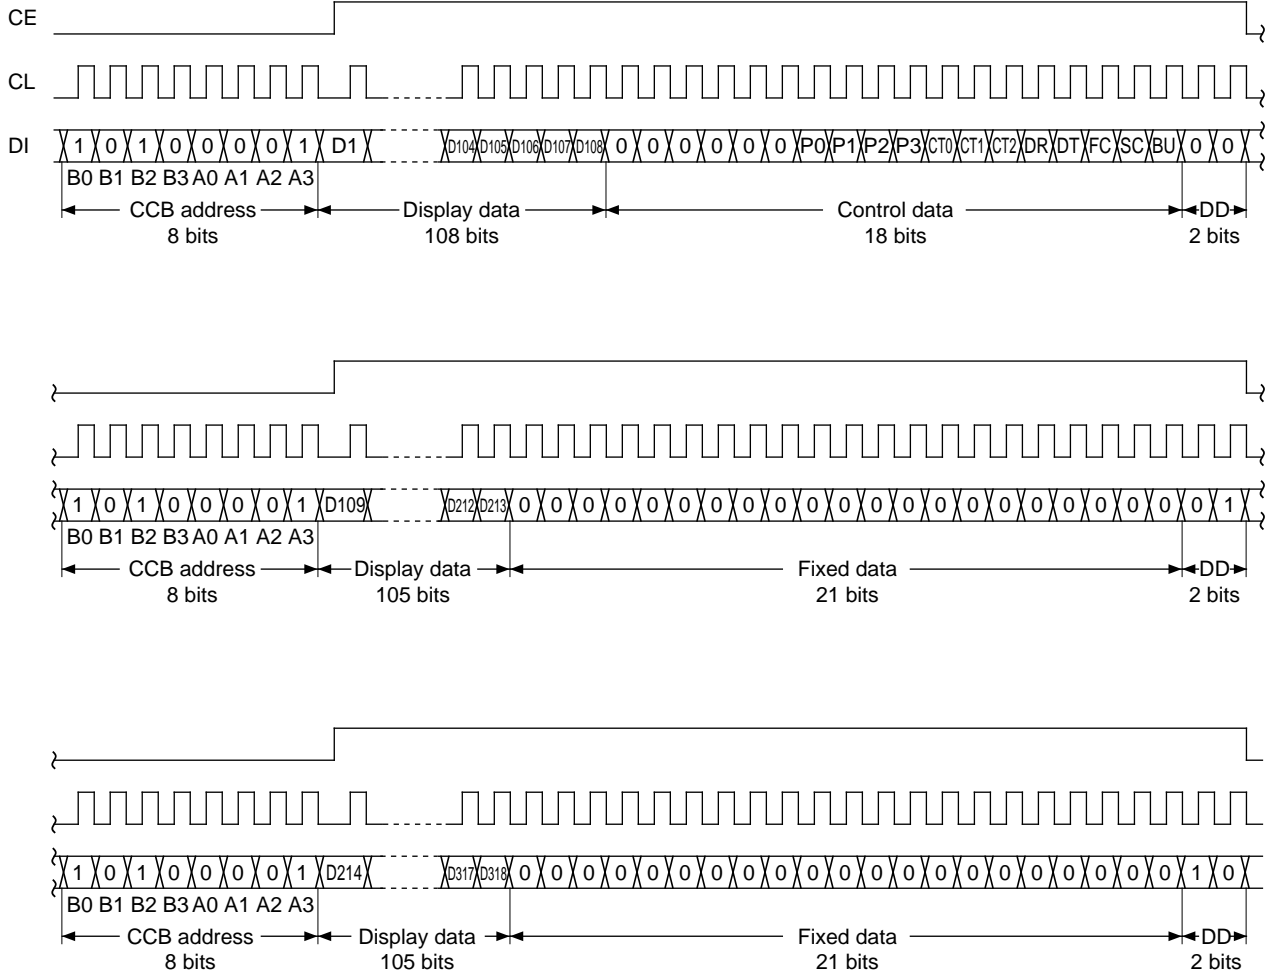 CE
CL
DI 1 0 1 0 0 0 0 1 D1 D104 D105 D106 D107 D108 0 0 0 0 0 0 P0 P1 P2 P3 CT0 CT1 CT2 DR DT FC SC BU 0 0
B0 B1 B2 B3 A0 A1 A2 A3
CCB address Display data Control data DD
8 bits 108 bits 18 bits 2 bits
1 0 1 0 0 0 0 1 D109 D212 D213 0 0 0 0 0 0 0 0 0 0 0 0 0 0 0 0 0 0 0 0 0 0 1
B0 B1 B2 B3 A0 A1 A2 A3
CCB address Display data Fixed data DD
8 bits 105 bits 21 bits 2 bits
1 0 1 0 0 0 0 1 D214 D317 D318 0 0 0 0 0 0 0 0 0 0 0 0 0 0 0 0 0 0 0 0 0 1 0
B0 B1 B2 B3 A0 A1 A2 A3
CCB address Display data Fixed data DD
8 bits 105 bits 21 bits 2 bits